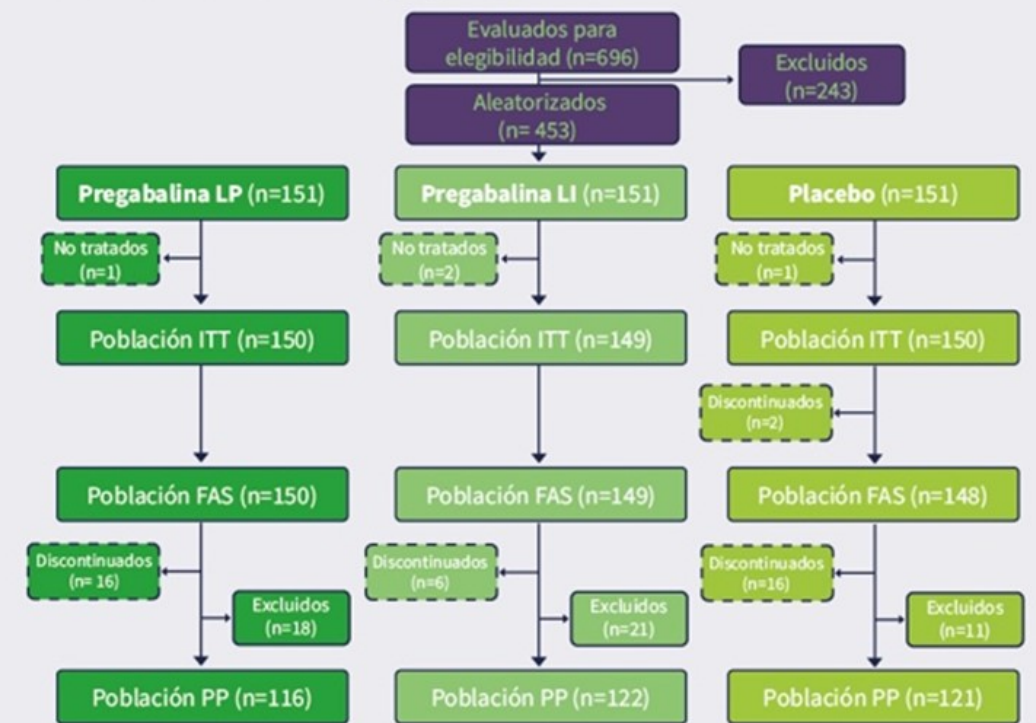 Evaluados para
elegibilidad (n=696)
Excluidos
(n=243)
Aleatorizados
(n= 453)
Pregabalina LP (n=151)
Pregabalina LI (n=151)
Placebo (n=151)
No tratados
(n=1)
No tratados
(n=2)
No tratados
(n=1)
Población ITT (n=150)
Población ITT (n=149)
Población ITT (n=150)
Discontinuados
(n=2)
Población FAS (n=150)
Población FAS (n=149)
Población FAS (n=148)
Discontinuados
(n= 16)
Discontinuados
(n=6)
Discontinuados
(n=16)
Excluidos
(n=18)
Excluidos
(n=21)
Excluidos
(n=11)
Población PP (n=116)
Población PP (n=122)
Población PP (n=121)